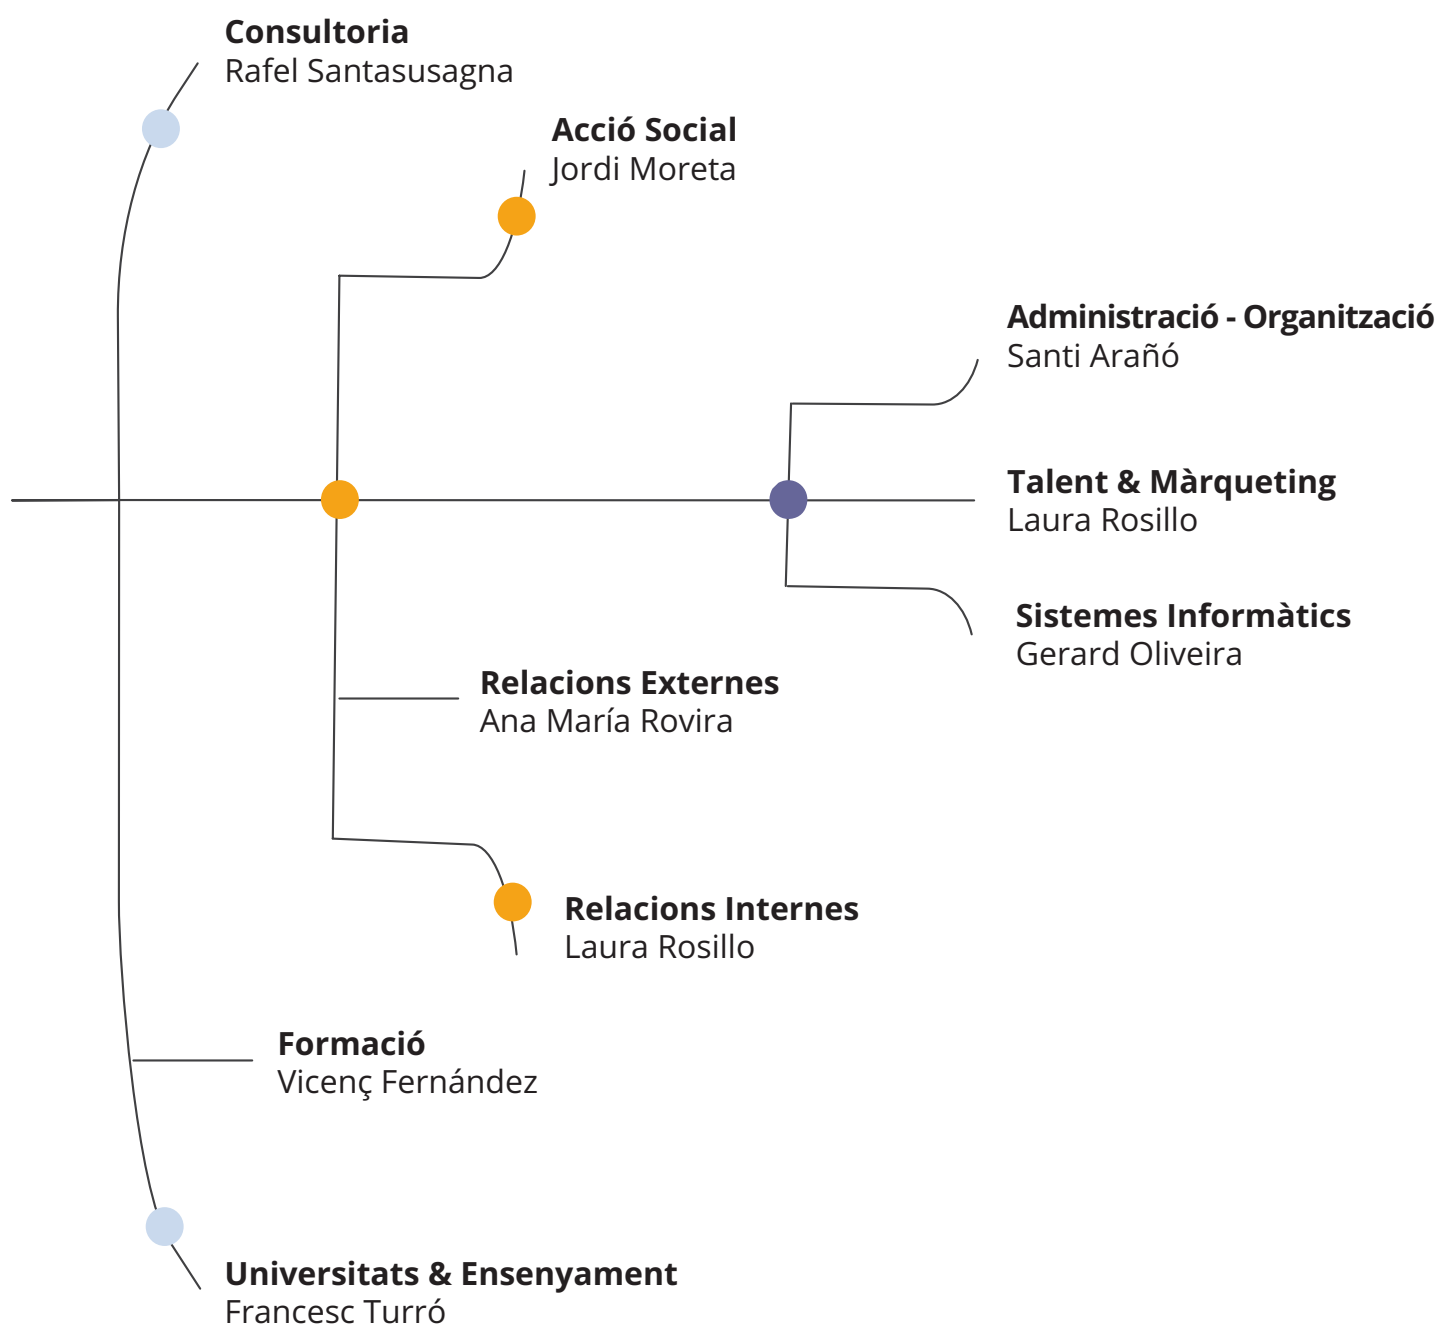 Consultoria
Rafel Santasusagna
Acció Social
Jordi Moreta
Administració - Organització
Santi Arañó
Talent & Màrqueting
Laura Rosillo
Sistemes Informàtics
Gerard Oliveira
Relacions Externes
Ana María Rovira
Relacions Internes
Laura Rosillo
Formació
Vicenç Fernández
Universitats & Ensenyament
Francesc Turró